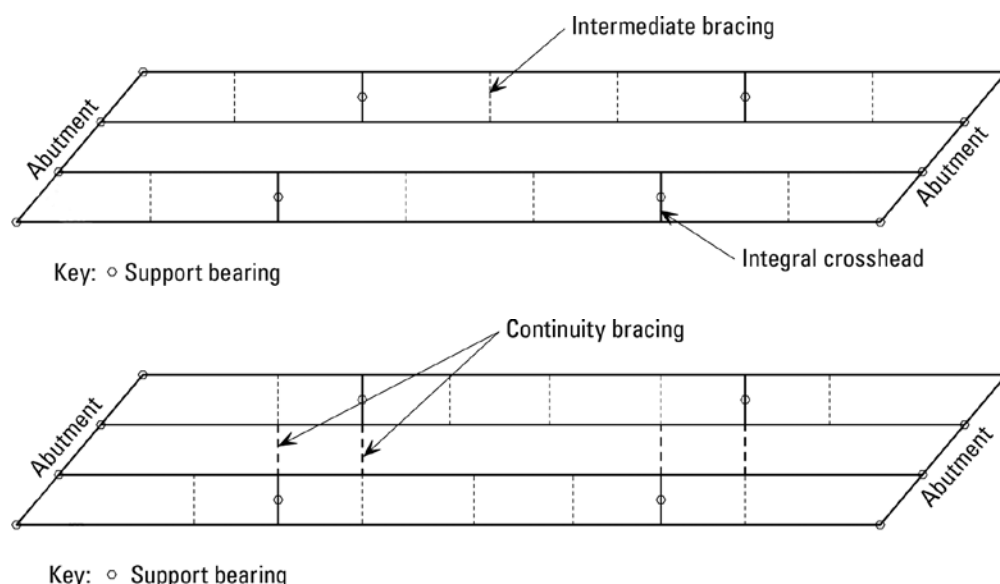 Intermediate bracing
Abutment
Abutment
Integral crosshead
Key: Support bearing
Continuity bracing
Abutment
Abutment
Key: Support bearing